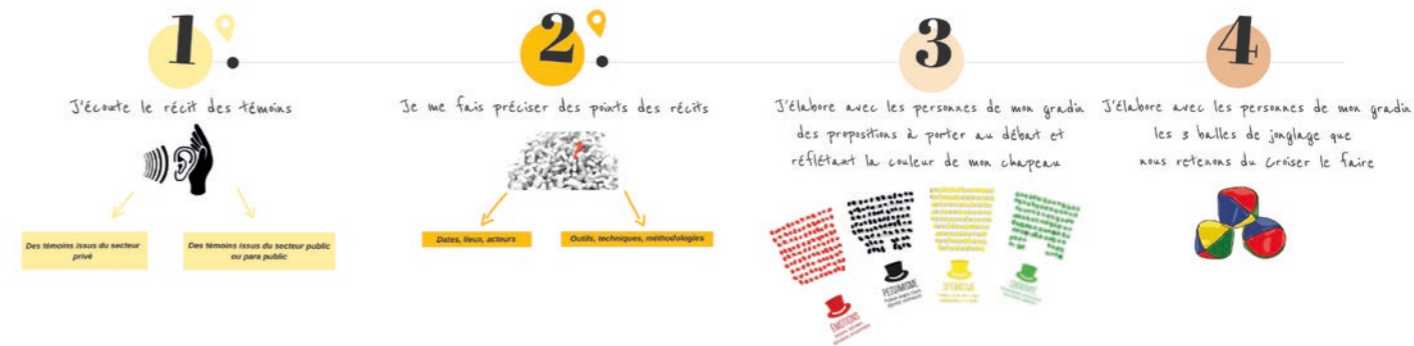 1
J'écoute le récit des témoins
Des témoins issus du secteur
privé
Des témoins issus du secteur public
ou para public
2
Je me fais préciser des points des récits
?
Dates, lieux, acteurs
Outils, techniques, méthodologies
3
J'élabore avec les personnes de mon gradin
des propositions à porter au débat et
réflétant la couleur de mon chapeau
ÉMOTIONS
PESSIMISME
OPTIMISME
CRÉATIVITÉ
4
J'élabore avec les personnes de mon gradin
les 3 balles de jonglage que
nous retenons du Croiser le faire